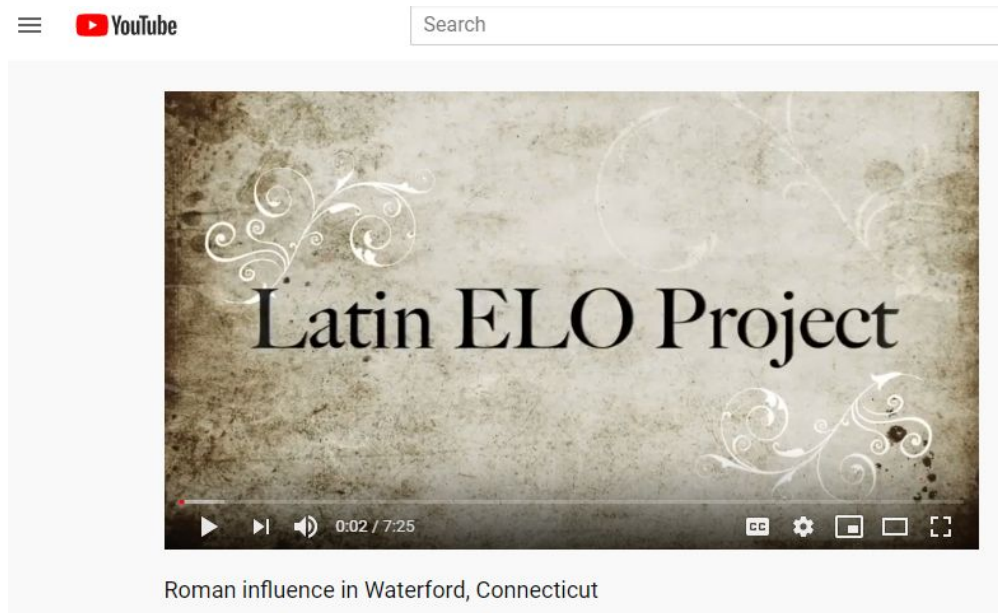 YouTube
Search
Latin ELO Project
0:02 / 7:25
CC
Roman influence in Waterford, Connecticut